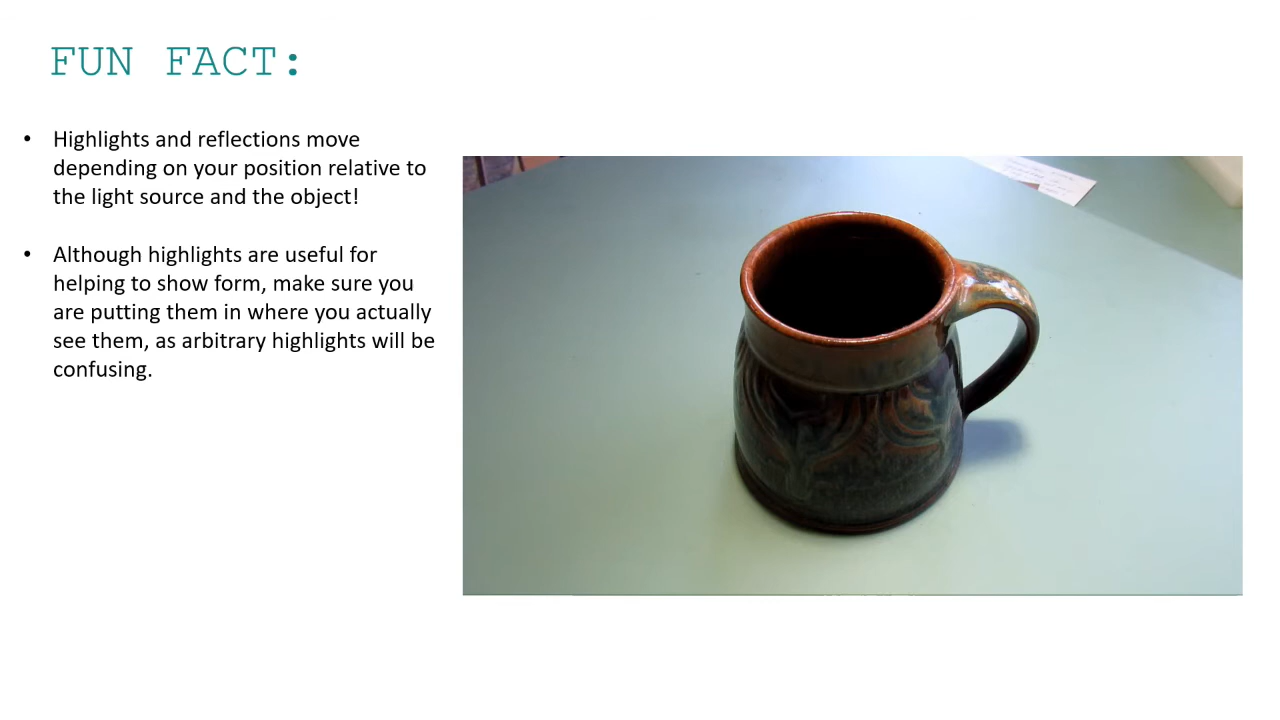 FUN FACT:
• Highlights and reflections move
depending on your position relative to
the light source and the object!
• Although highlights are useful for
helping to show form, make sure you
are putting them in where you actually
see them, as arbitrary highlights will be
confusing.